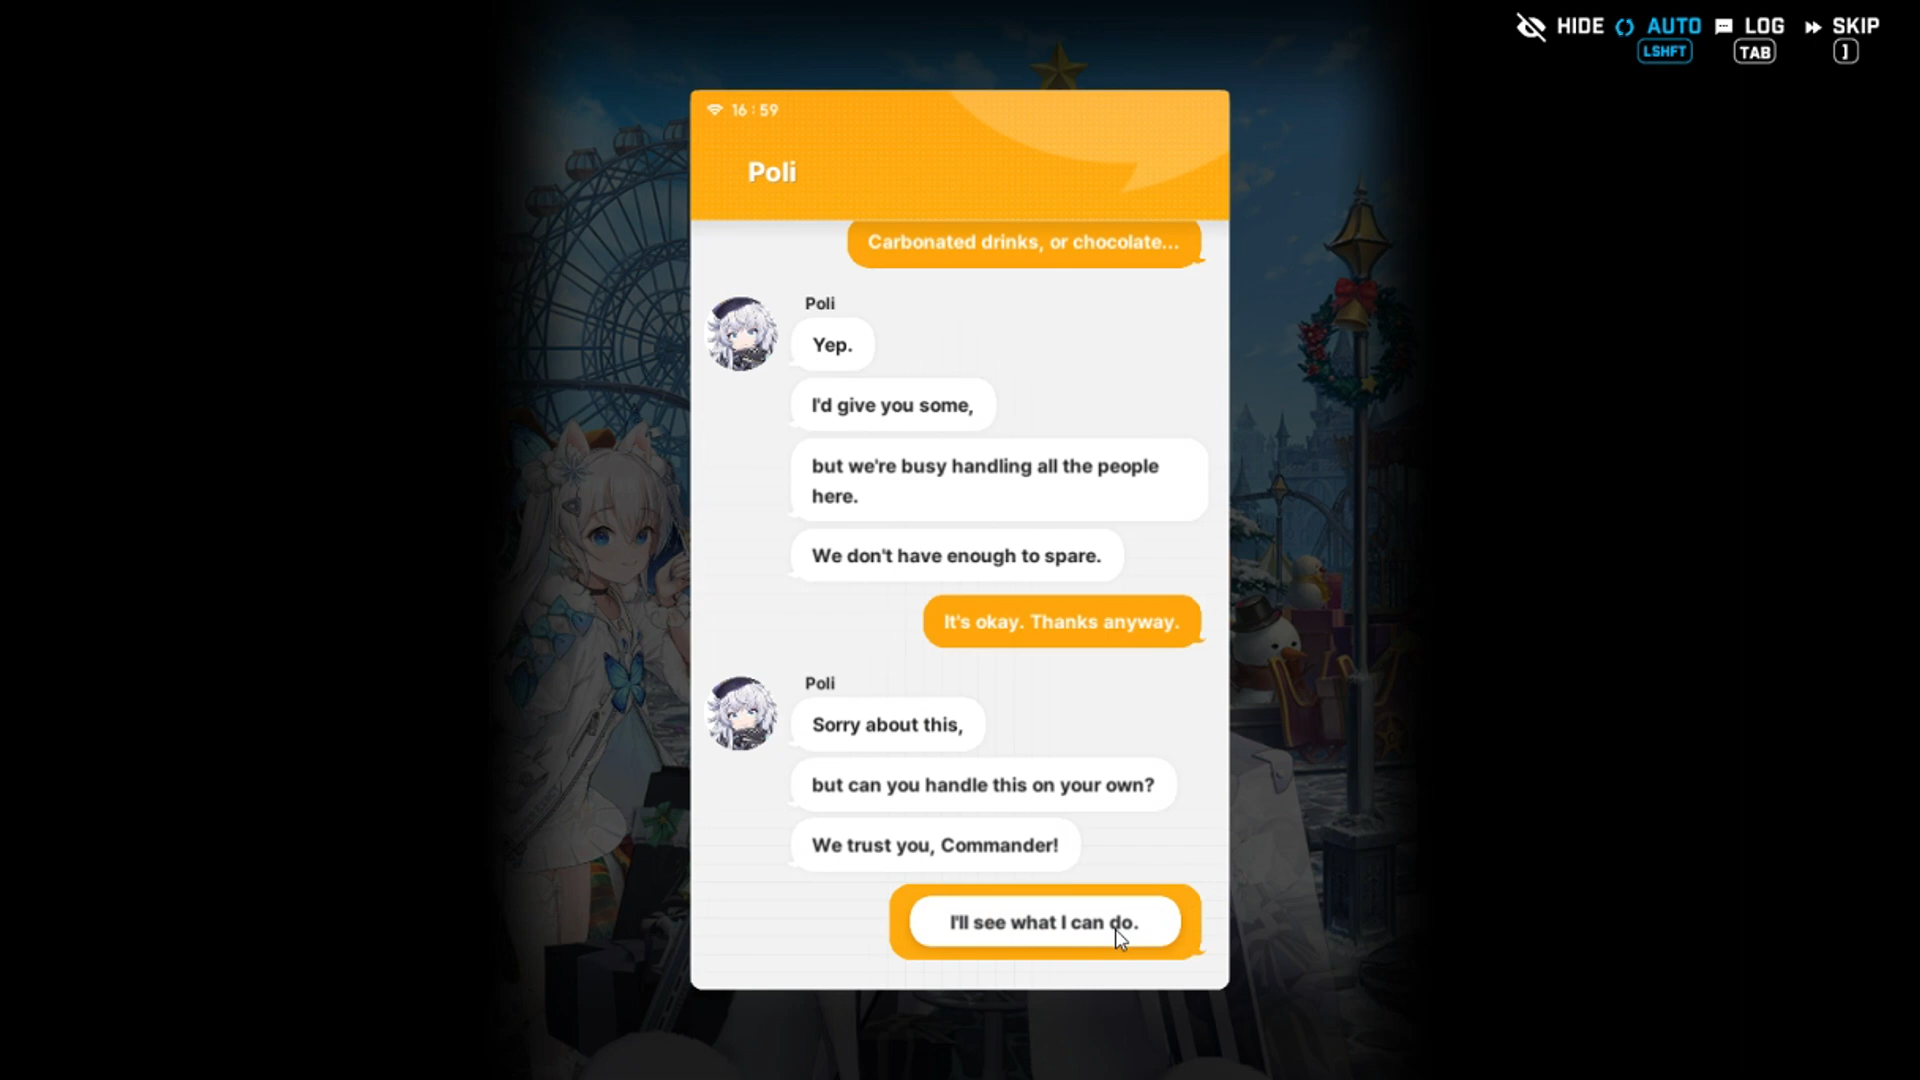 HIDE AUTO LOG SKIP
LSHFT TAB ]
16:59
Poli
Carbonated drinks, or chocolate...
Poli
Yep.
I'd give you some,
but we're busy handling all the people
here.
We don't have enough to spare.
It's okay. Thanks anyway.
Poli
Sorry about this,
but can you handle this on your own?
We trust you, Commander!
I'll see what I can do.